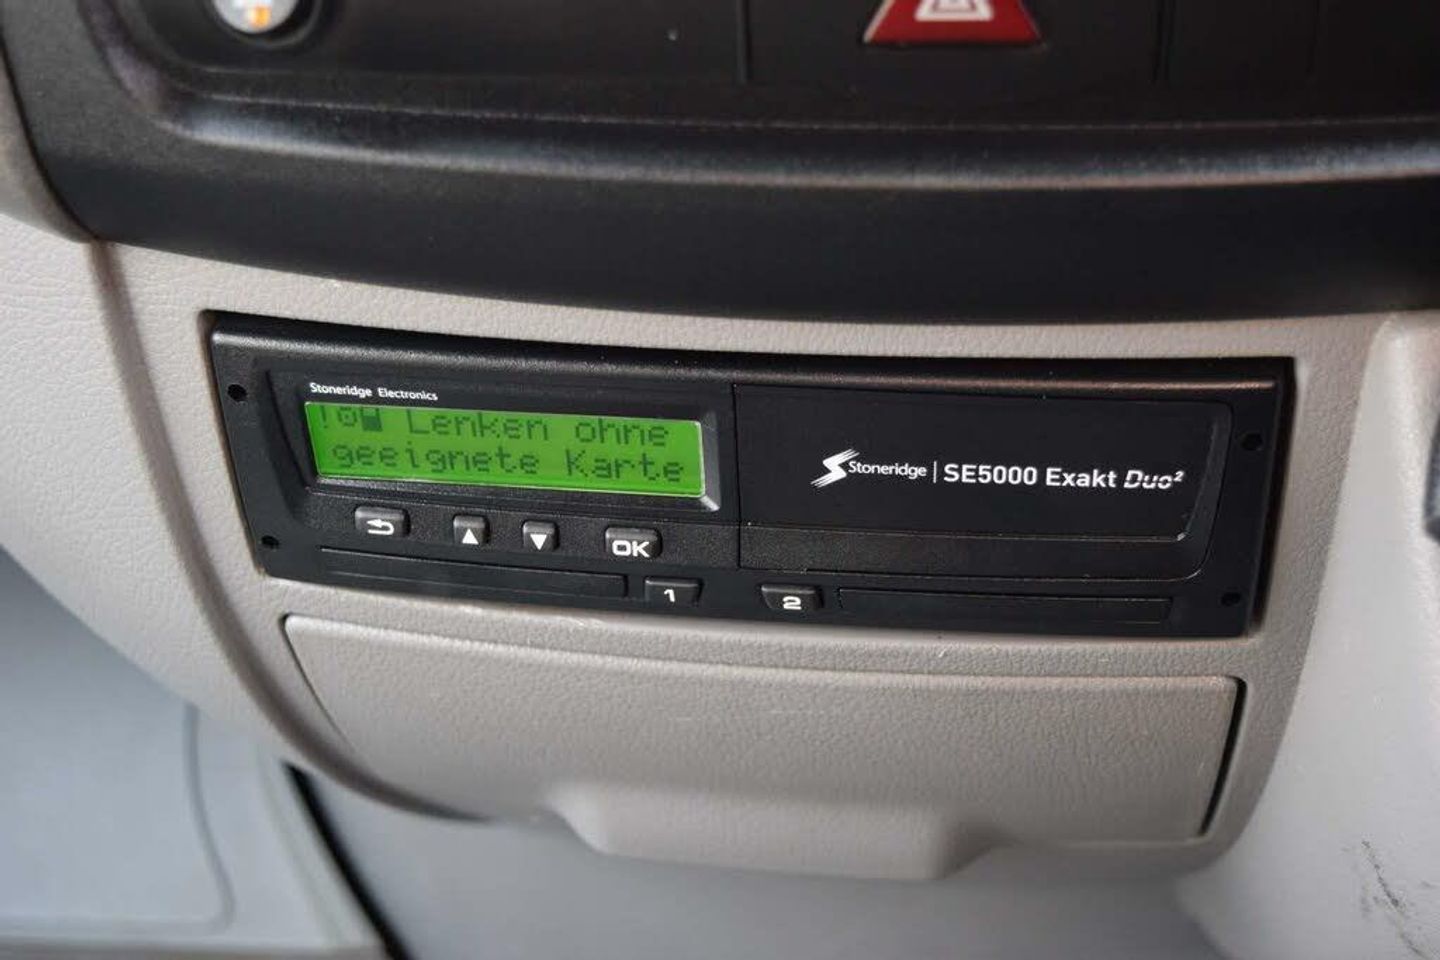 Stoneridge Electronics
! Lenken ohne
geeignete Karte
Stoneridge | SE5000 Exakt Duo²
OK
1
2